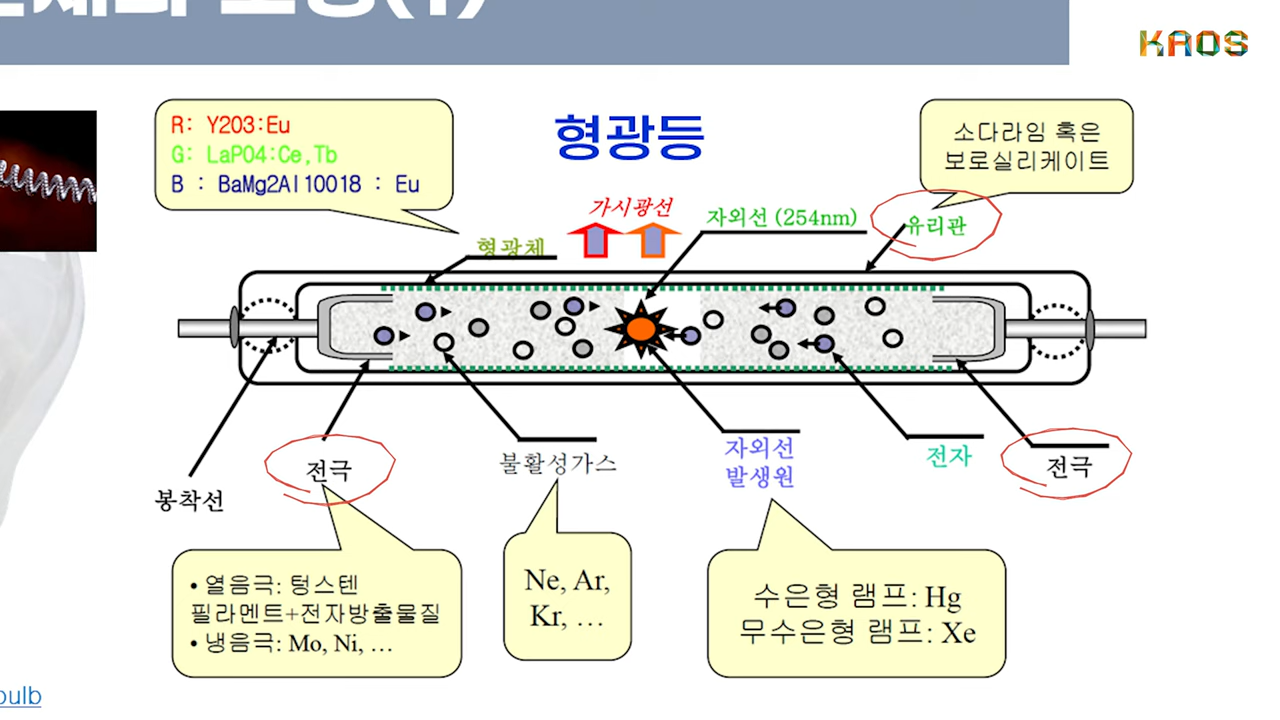 KAOS
R: Y2O3:Eu
G: LaPO4:Ce,Tb
B : BaMg2Al10O18 : Eu
형광등
소다라임 혹은
보로실리케이트
가시광선
자외선 (254nm)
유리관
형광체
전극
봉착선
불활성가스
자외선
발생원
전자
전극
• 열음극: 텅스텐
필라멘트+전자방출물질
• 냉음극: Mo, Ni, …
Ne, Ar,
Kr, …
수은형 램프: Hg
무수은형 램프: Xe